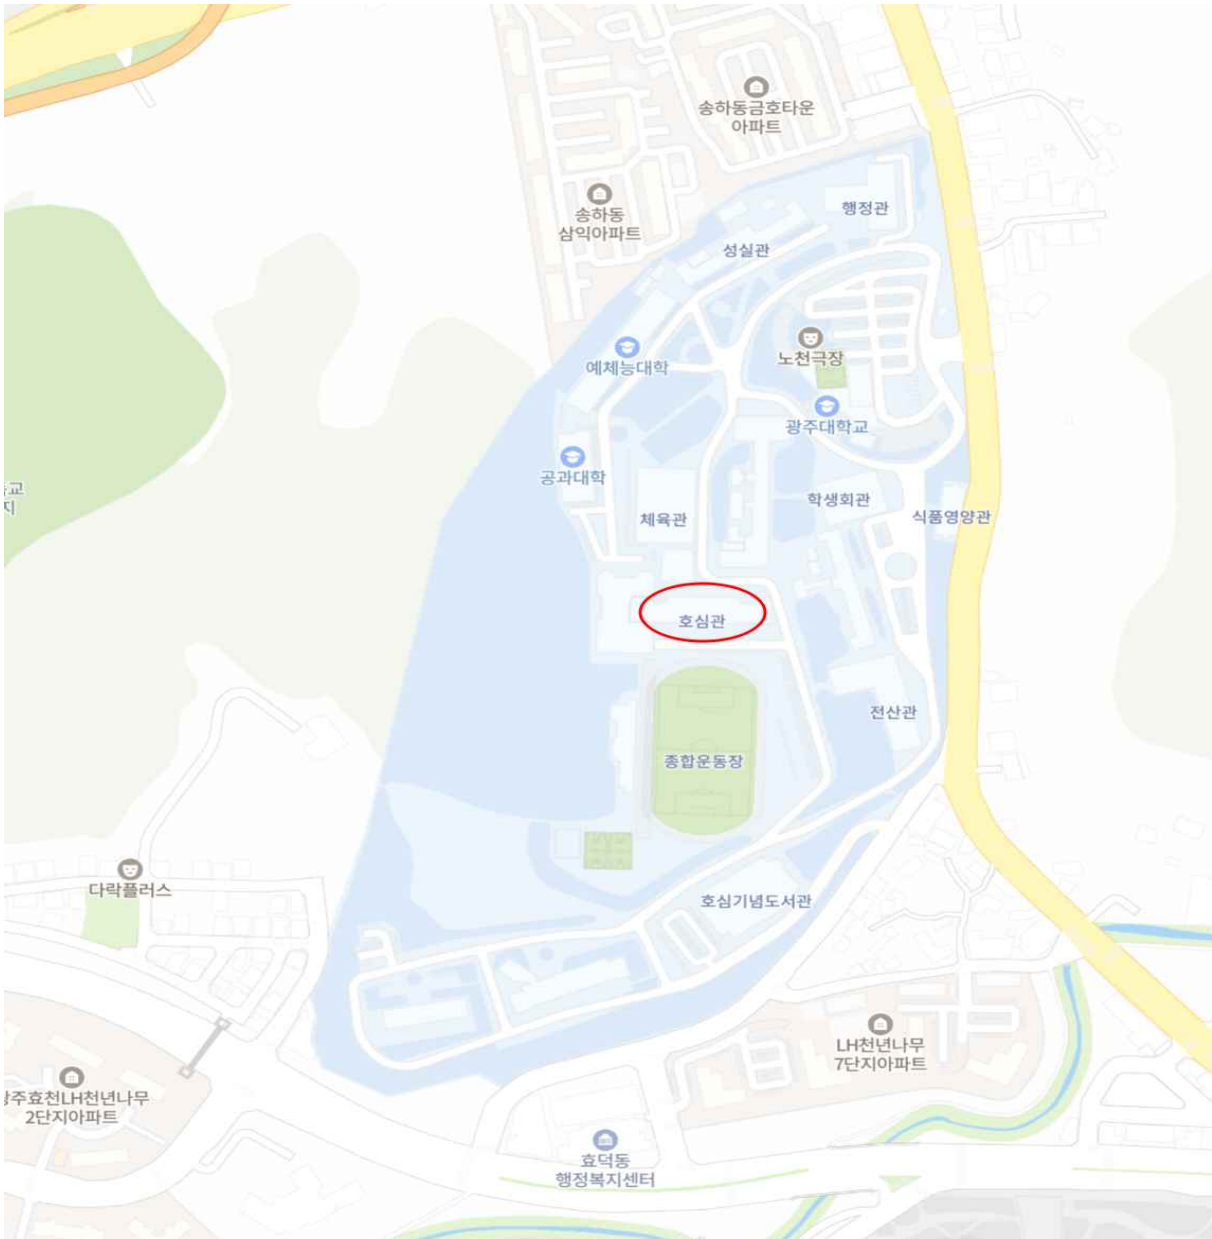 송하동금호타운
아파트
송하동
삼익아파트
행정관
성실관
노천극장
예체능대학
광주대학교
공과대학
학생회관
체육관
식품영양관
호심관
전산관
종합운동장
다락플러스
호심기념도서관
LH천년나무
7단지아파트
주효천LH천년나무
2단지아파트
효덕동
행정복지센터